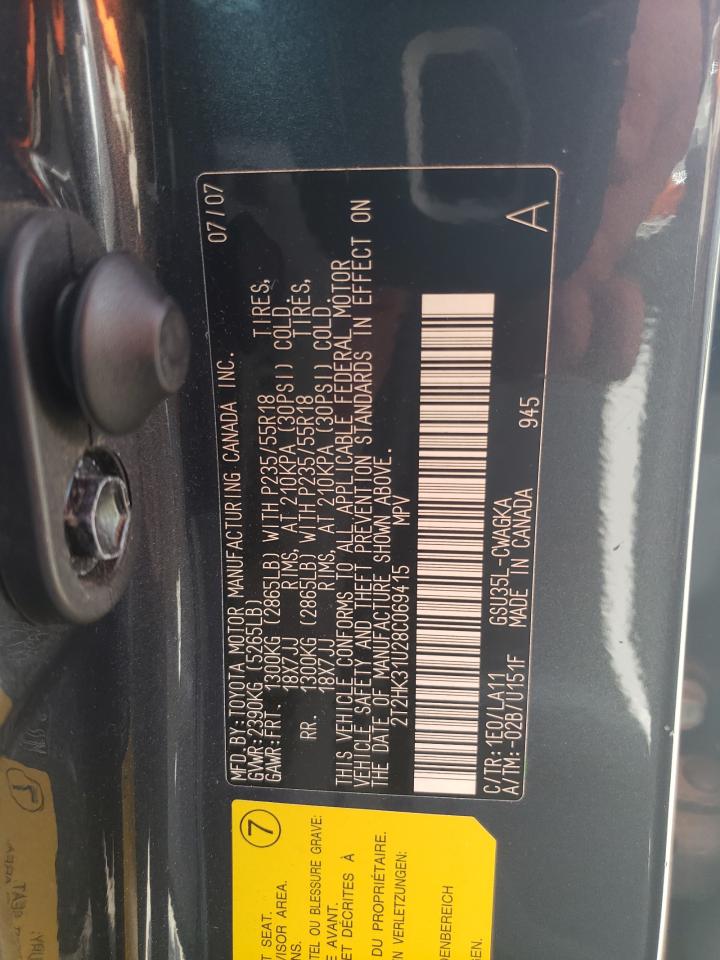 MFD.BY:TOYOTA MOTOR MANUFACTURING CANADA INC. 07/07
GVWR:2390KG (5265LB)
GAWR:FRT. 1300KG (2865LB) WITH P235/55R18 TIRES,
18X7JJ RIMS, AT 210KPA (30PSI) COLD.
RR. 1300KG (2865LB) WITH P235/55R18 TIRES,
18X7JJ RIMS, AT 210KPA (30PSI) COLD.
THIS VEHICLE CONFORMS TO ALL APPLICABLE FEDERAL MOTOR
VEHICLE SAFETY AND THEFT PREVENTION STANDARDS IN EFFECT ON
THE DATE OF MANUFACTURE SHOWN ABOVE.
2T2HK31U28C069415 MPV
C/TR:1E0/LA11 GSU35L-CWAGKA 945 A
A/TM:-02B/U151F MADE IN CANADA
7
T SEAT.
VISOR AREA.
NS.
TEL OU BLESSURE GRAVE:
E AVANT.
ET DÉCRITES À
DU PROPRIÉTAIRE.
N VERLETZUNGEN:
DENBEREICH
GEN.